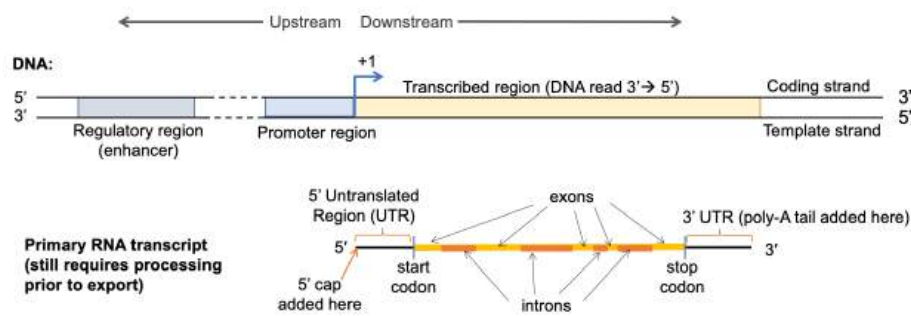 Upstream Downstream
DNA:
+1
Transcribed region (DNA read 3'→ 5')
Coding strand
5' 3'
3' 5'
Regulatory region
(enhancer)
Promoter region
Template strand
5' Untranslated
Region (UTR)
exons
3' UTR (poly-A tail added here)
Primary RNA transcript
(still requires processing
prior to export)
5' 3'
start
codon
stop
codon
5' cap
added here
introns